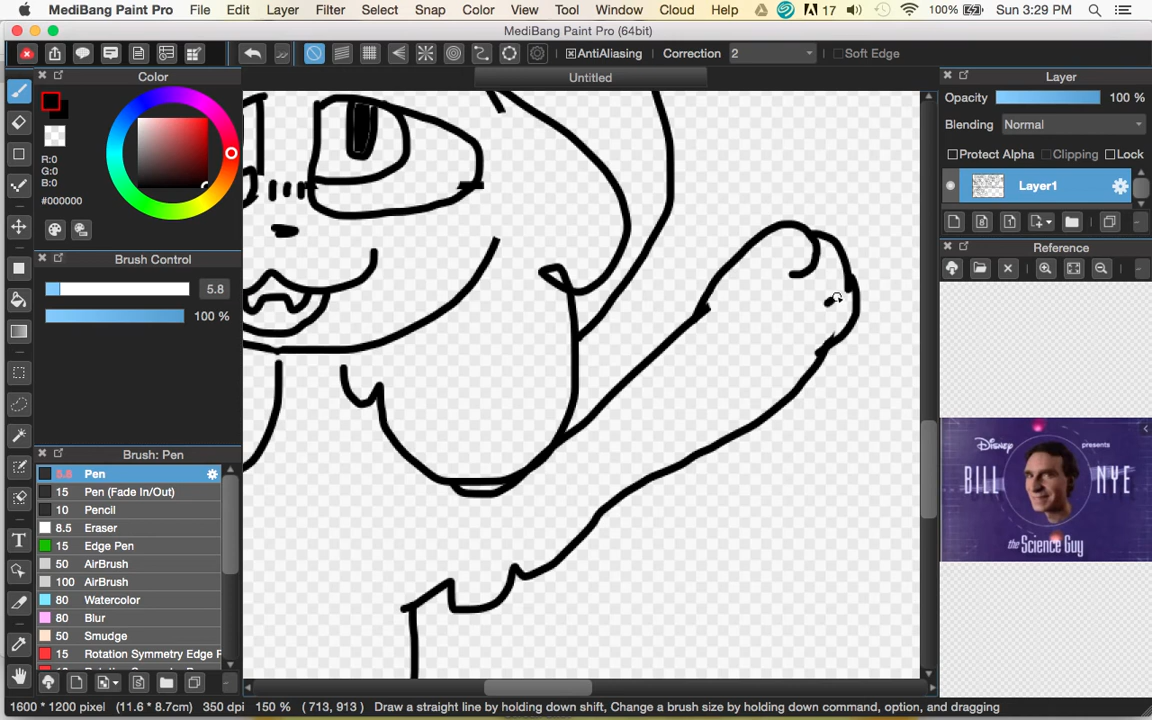 MediBang Paint Pro File Edit Layer Filter Select Snap Color View Tool Window Cloud Help 17 100% Sun 3:29 PM
MediBang Paint Pro (64bit)
AntiAliasing Correction 2 Soft Edge
Untitled
Color
R:0
G:0
B:0
#000000
Brush Control
5.8
100 %
Brush: Pen
5.8 Pen
15 Pen (Fade In/Out)
10 Pencil
8.5 Eraser
15 Edge Pen
50 AirBrush
100 AirBrush
80 Watercolor
80 Blur
50 Smudge
15 Rotation Symmetry Edge P
Layer
Opacity 100 %
Blending Normal
Protect Alpha Clipping Lock
Layer1
8 1
Reference
DISNEY presents
BILL NYE
the SCIENCE GUY
T
1600 * 1200 pixel (11.6 * 8.7cm) 350 dpi 150 % ( 713, 913 ) Draw a straight line by holding down shift, Change a brush size by holding down command, option, and dragging